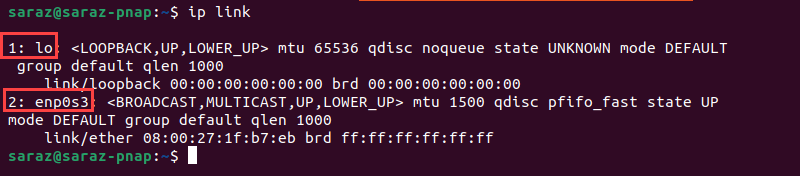 saraz@saraz-pnap:~$ ip link
1: lo: <LOOPBACK,UP,LOWER_UP> mtu 65536 qdisc noqueue state UNKNOWN mode DEFAULT
 group default qlen 1000
    link/loopback 00:00:00:00:00:00 brd 00:00:00:00:00:00
2: enp0s3: <BROADCAST,MULTICAST,UP,LOWER_UP> mtu 1500 qdisc pfifo_fast state UP
mode DEFAULT group default qlen 1000
    link/ether 08:00:27:1f:b7:eb brd ff:ff:ff:ff:ff:ff
saraz@saraz-pnap:~$